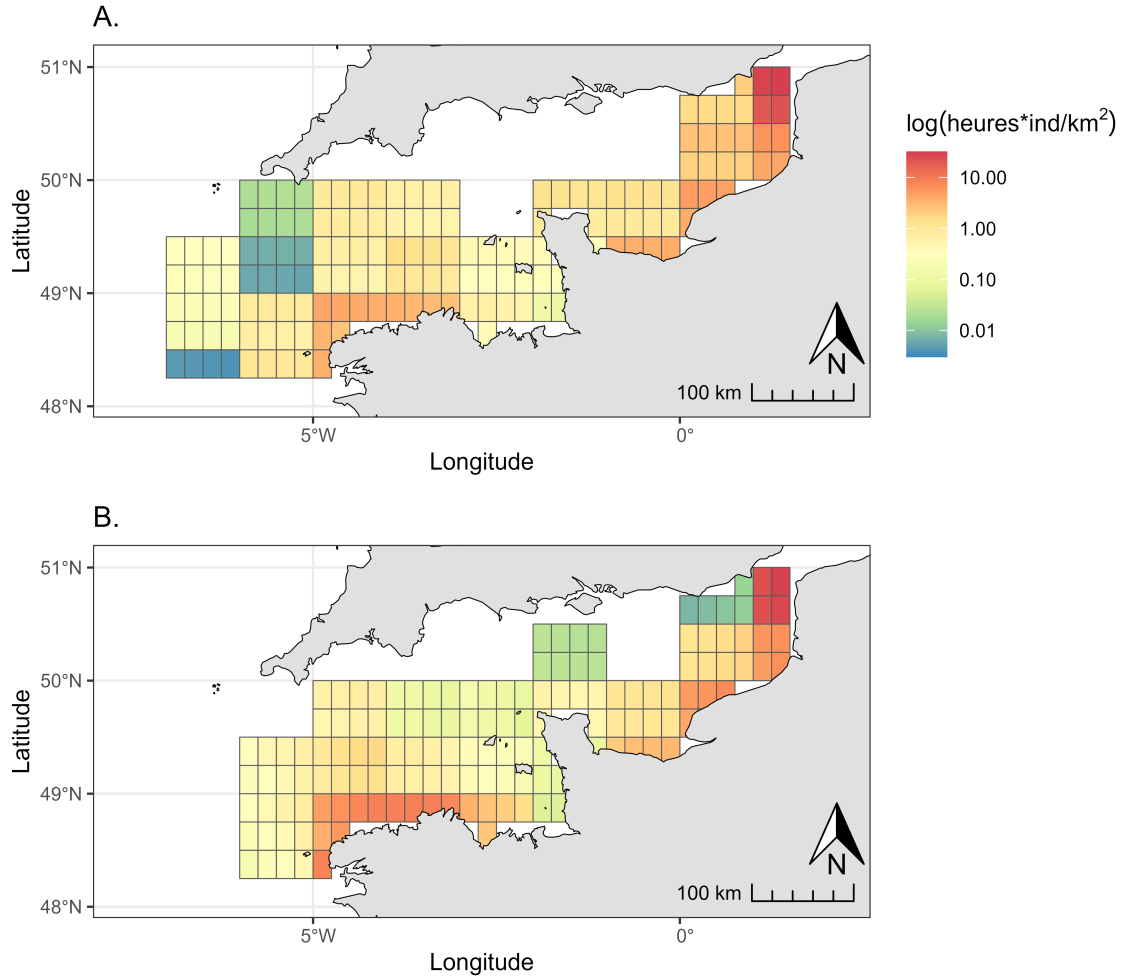 A.
51°N
50°N
49°N
48°N
Latitude
5°W
0°
Longitude
100 km
N
log(heures*ind/km²)
10.00
1.00
0.10
0.01
B.
51°N
50°N
49°N
48°N
Latitude
5°W
0°
Longitude
100 km
N